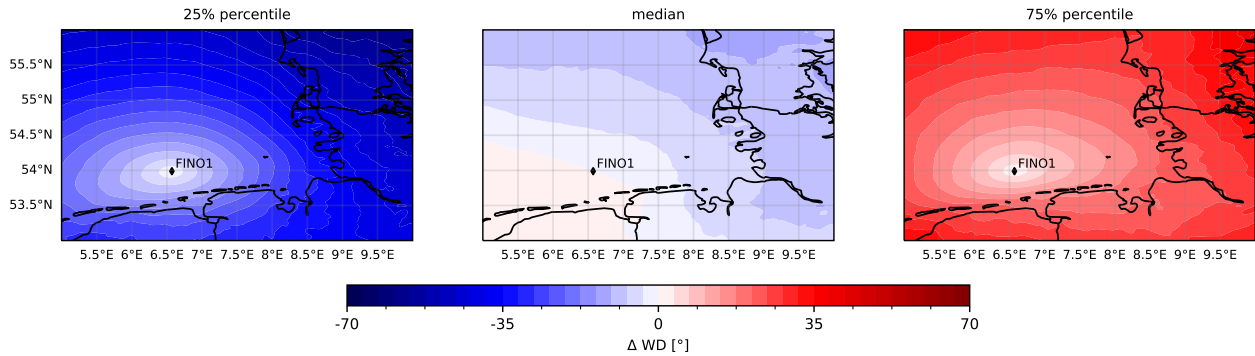 25% percentile
median
75% percentile
55.5°N
55°N
54.5°N
54°N
53.5°N
FINO1
FINO1
FINO1
5.5°E 6°E 6.5°E 7°E 7.5°E 8°E 8.5°E 9°E 9.5°E
5.5°E 6°E 6.5°E 7°E 7.5°E 8°E 8.5°E 9°E 9.5°E
5.5°E 6°E 6.5°E 7°E 7.5°E 8°E 8.5°E 9°E 9.5°E
-70 -35 0 35 70
Δ WD [°]